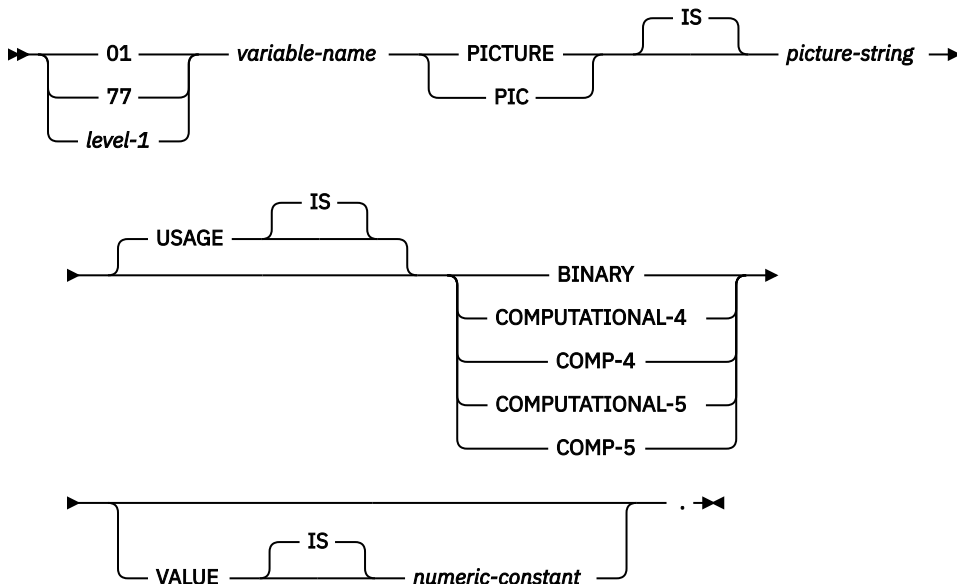 IS
01 variable-name PICTURE picture-string
77 PIC
level-1
IS
USAGE
BINARY
COMPUTATIONAL-4
COMP-4
COMPUTATIONAL-5
COMP-5
.
IS
VALUE numeric-constant